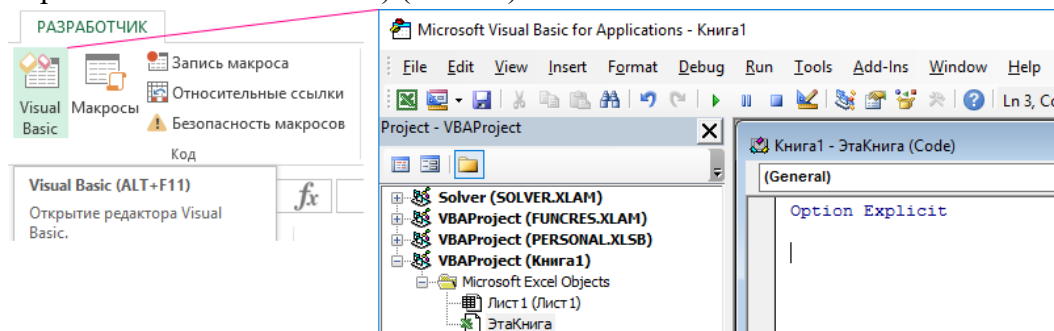 РАЗРАБОТЧИК
Visual Basic
Макросы
Запись макроса
Относительные ссылки
Безопасность макросов
Код
Visual Basic (ALT+F11)
Открытие редактора Visual
Basic.
fx
Microsoft Visual Basic for Applications - Книга1
File Edit View Insert Format Debug Run Tools Add-Ins Window Help
Ln 3, Co
Project - VBAProject
Solver (SOLVER.XLAM)
VBAProject (FUNCRES.XLAM)
VBAProject (PERSONAL.XLSB)
VBAProject (Книга1)
Microsoft Excel Objects
Лист1 (Лист1)
ЭтаКнига
Книга1 - ЭтаКнига (Code)
(General)
Option Explicit